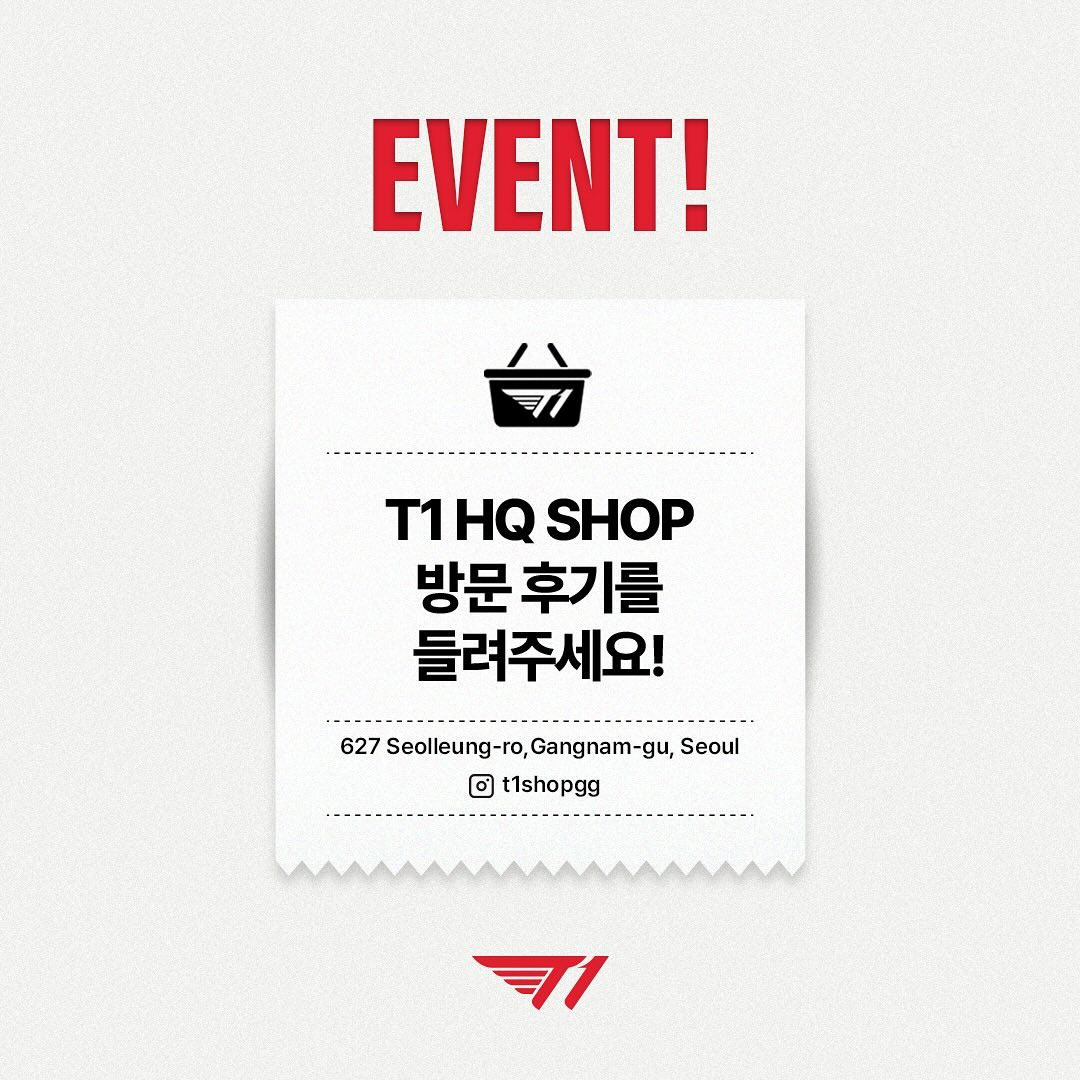 EVENT!
T1
T1 HQ SHOP
방문 후기를
들려주세요!
627 Seolleung-ro,Gangnam-gu, Seoul
t1shopgg
T1